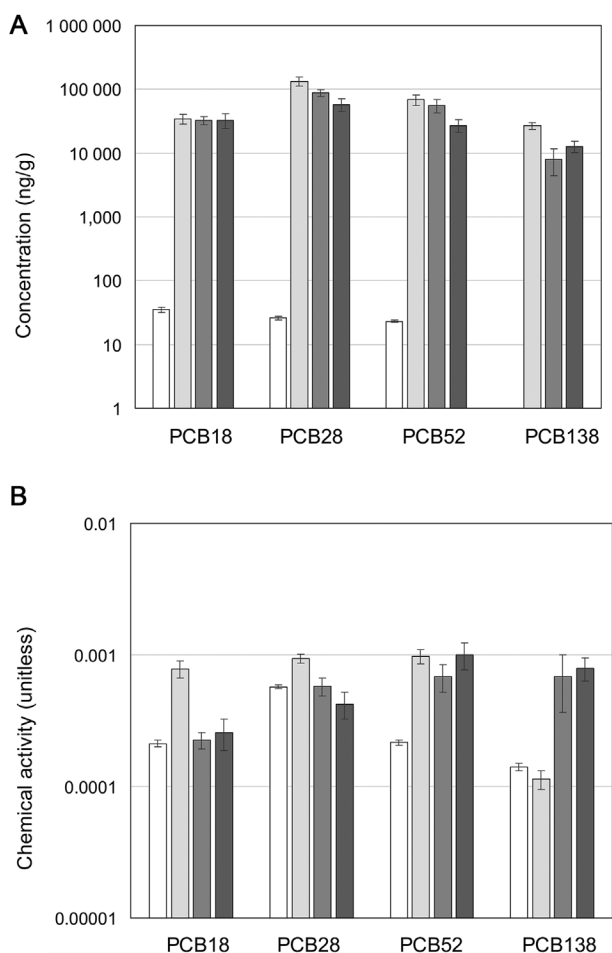 A
Concentration (ng/g)
1 000 000
100 000
10 000
1,000
100
10
1
PCB18 PCB28 PCB52 PCB138
B
Chemical activity (unitless)
0.01
0.001
0.0001
0.00001
PCB18 PCB28 PCB52 PCB138